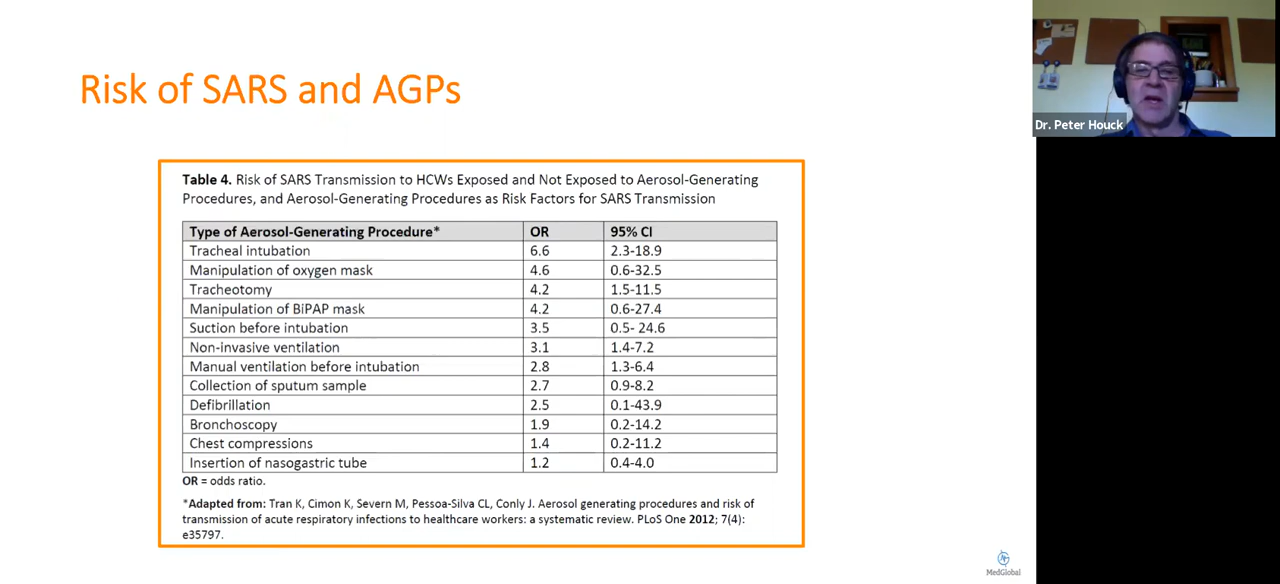 Risk of SARS and AGPs
Dr. Peter Houck
Table 4. Risk of SARS Transmission to HCWs Exposed and Not Exposed to Aerosol-Generating
Procedures, and Aerosol-Generating Procedures as Risk Factors for SARS Transmission
Type of Aerosol-Generating Procedure* OR 95% CI
Tracheal intubation 6.6 2.3-18.9
Manipulation of oxygen mask 4.6 0.6-32.5
Tracheotomy 4.2 1.5-11.5
Manipulation of BiPAP mask 4.2 0.6-27.4
Suction before intubation 3.5 0.5- 24.6
Non-invasive ventilation 3.1 1.4-7.2
Manual ventilation before intubation 2.8 1.3-6.4
Collection of sputum sample 2.7 0.9-8.2
Defibrillation 2.5 0.1-43.9
Bronchoscopy 1.9 0.2-14.2
Chest compressions 1.4 0.2-11.2
Insertion of nasogastric tube 1.2 0.4-4.0
OR = odds ratio.
*Adapted from: Tran K, Cimon K, Severn M, Pessoa-Silva CL, Conly J. Aerosol generating procedures and risk of
transmission of acute respiratory infections to healthcare workers: a systematic review. PLoS One 2012; 7(4):
e35797.
MedGlobal